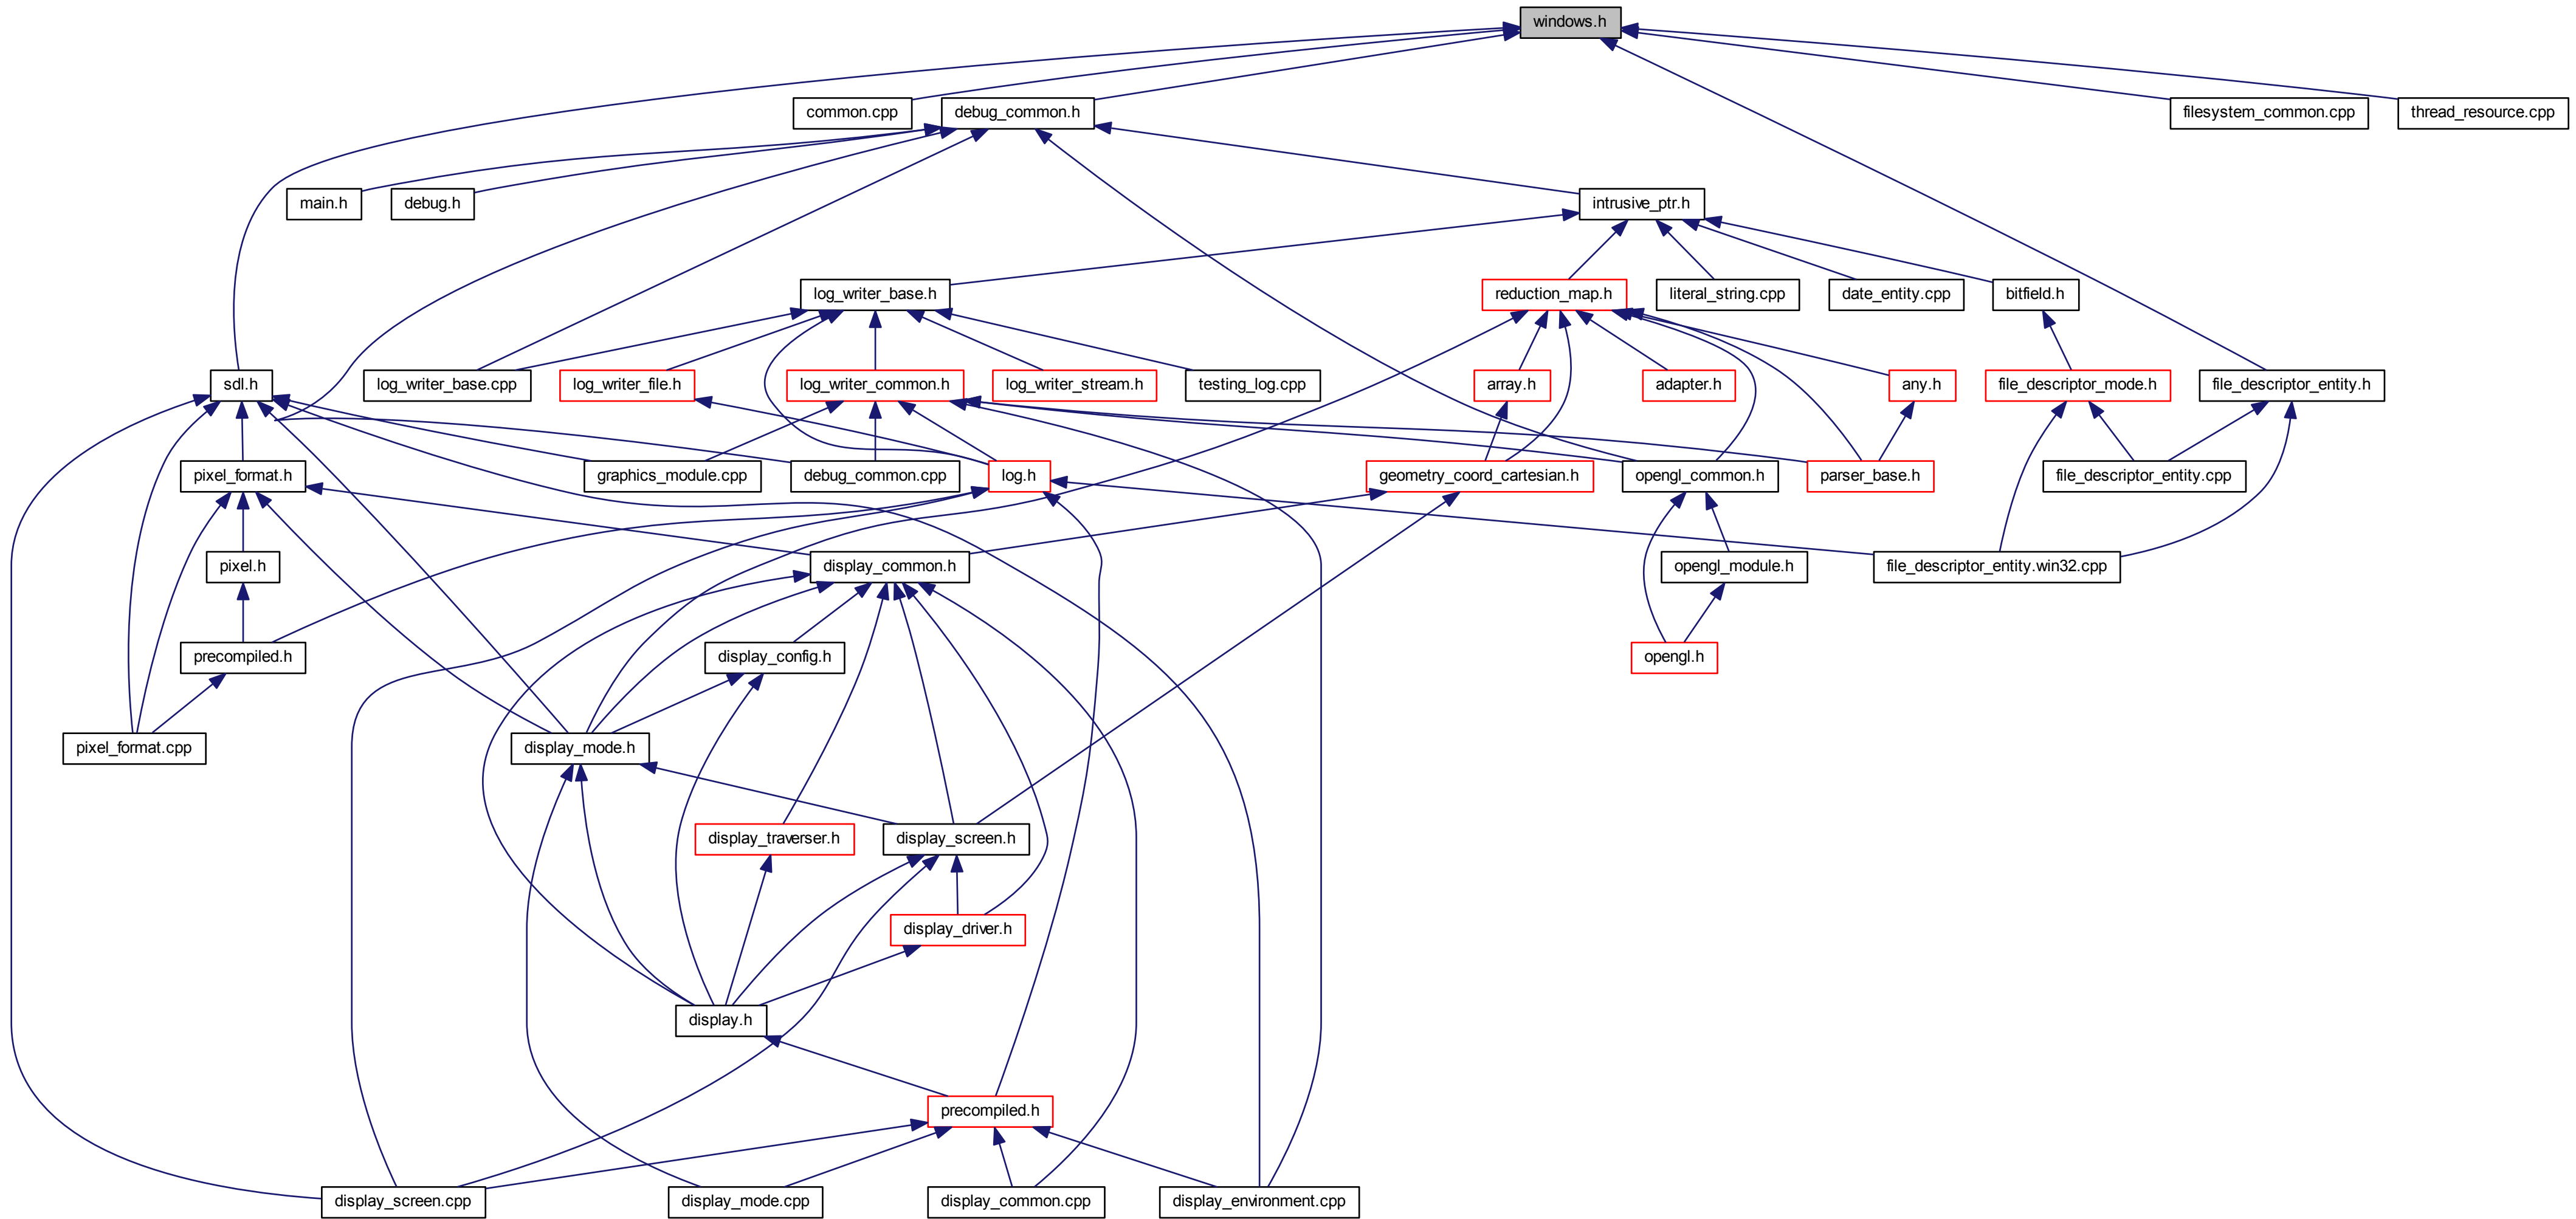 windows.h
common.cpp
debug_common.h
filesystem_common.cpp
thread_resource.cpp
main.h
debug.h
intrusive_ptr.h
log_writer_base.h
reduction_map.h
literal_string.cpp
date_entity.cpp
bitfield.h
sdl.h
log_writer_base.cpp
log_writer_file.h
log_writer_common.h
log_writer_stream.h
testing_log.cpp
array.h
adapter.h
any.h
file_descriptor_mode.h
file_descriptor_entity.h
pixel_format.h
graphics_module.cpp
debug_common.cpp
log.h
geometry_coord_cartesian.h
opengl_common.h
parser_base.h
file_descriptor_entity.cpp
pixel.h
display_common.h
opengl_module.h
file_descriptor_entity.win32.cpp
precompiled.h
display_config.h
opengl.h
pixel_format.cpp
display_mode.h
display_traverser.h
display_screen.h
display_driver.h
display.h
precompiled.h
display_screen.cpp
display_mode.cpp
display_common.cpp
display_environment.cpp